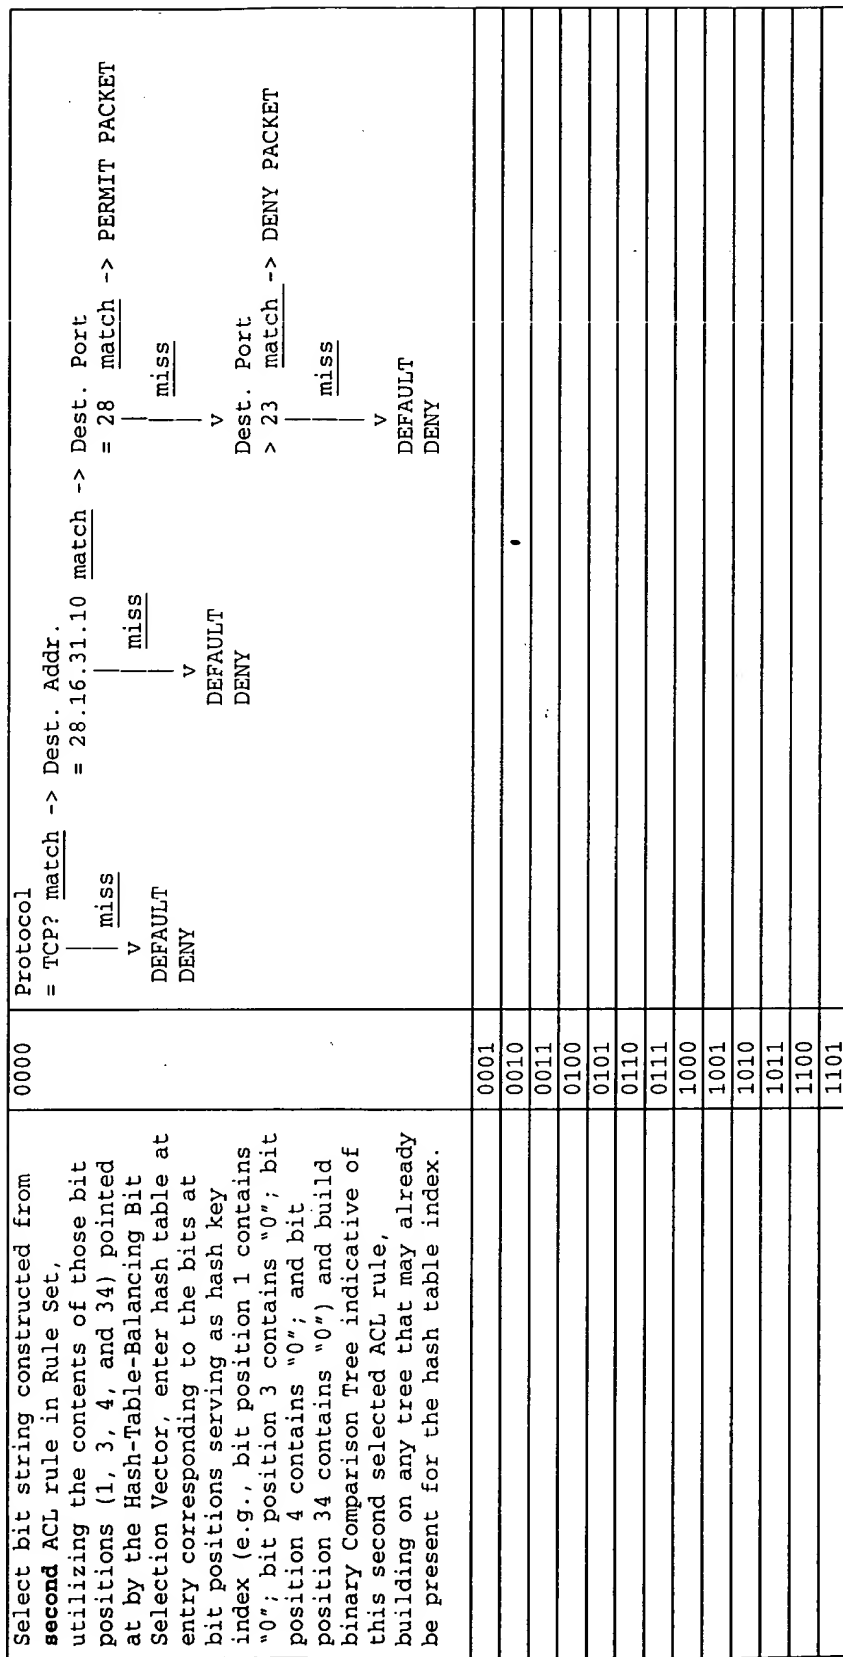 Select bit string constructed from
second ACL rule in Rule Set,
utilizing the contents of those bit
positions (1, 3, 4, and 34) pointed
at by the Hash-Table-Balancing Bit
Selection Vector, enter hash table at
entry corresponding to the bits at
bit positions serving as hash key
index (e.g., bit position 1 contains
"0"; bit position 3 contains "0"; bit
position 4 contains "0"; and bit
position 34 contains "0") and build
binary Comparison Tree indicative of
this second selected ACL rule,
building on any tree that may already
be present for the hash table index.
0000
Protocol
= TCP? match -> Dest. Addr.
= 28.16.31.10 match -> Dest. Port
= 28 match -> PERMIT PACKET
miss
v
DEFAULT
DENY
miss
v
DEFAULT
DENY
miss
v
Dest. Port
> 23 match -> DENY PACKET
miss
v
DEFAULT
DENY
0001
0010
0011
0100
0101
0110
0111
1000
1001
1010
1011
1100
1101